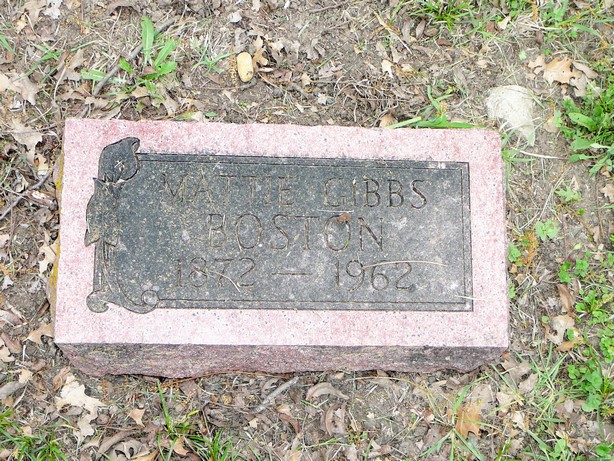 MATTIE GIBBS
BOSTON
1872 — 1962